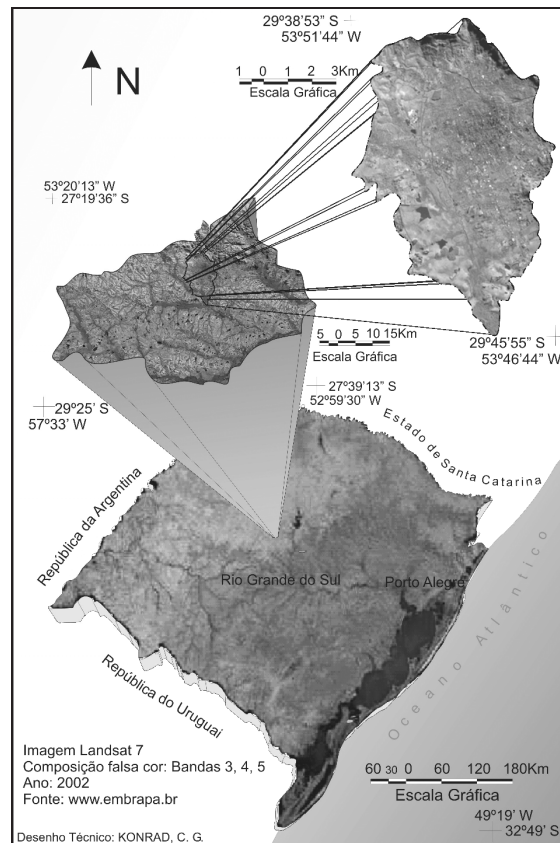 29º38'53" S
53º51'44" W
1 0 1 2 3Km
Escala Gráfica
N
53º20'13" W
27º19'36" S
5 0 5 10 15Km
Escala Gráfica
29º45'55" S
53º46'44" W
27º39'13" S
52º59'30" W
29º25' S
57º33' W
Estado de Santa Catarina
República da Argentina
Rio Grande do Sul
Porto Alegre
Oceano Atlântico
República do Uruguai
Imagem Landsat 7
Composição falsa cor: Bandas 3, 4, 5
Ano: 2002
Fonte: www.embrapa.br
60 30 0 60 120 180Km
Escala Gráfica
49º19' W
32º49' S
Desenho Técnico: KONRAD, C. G.